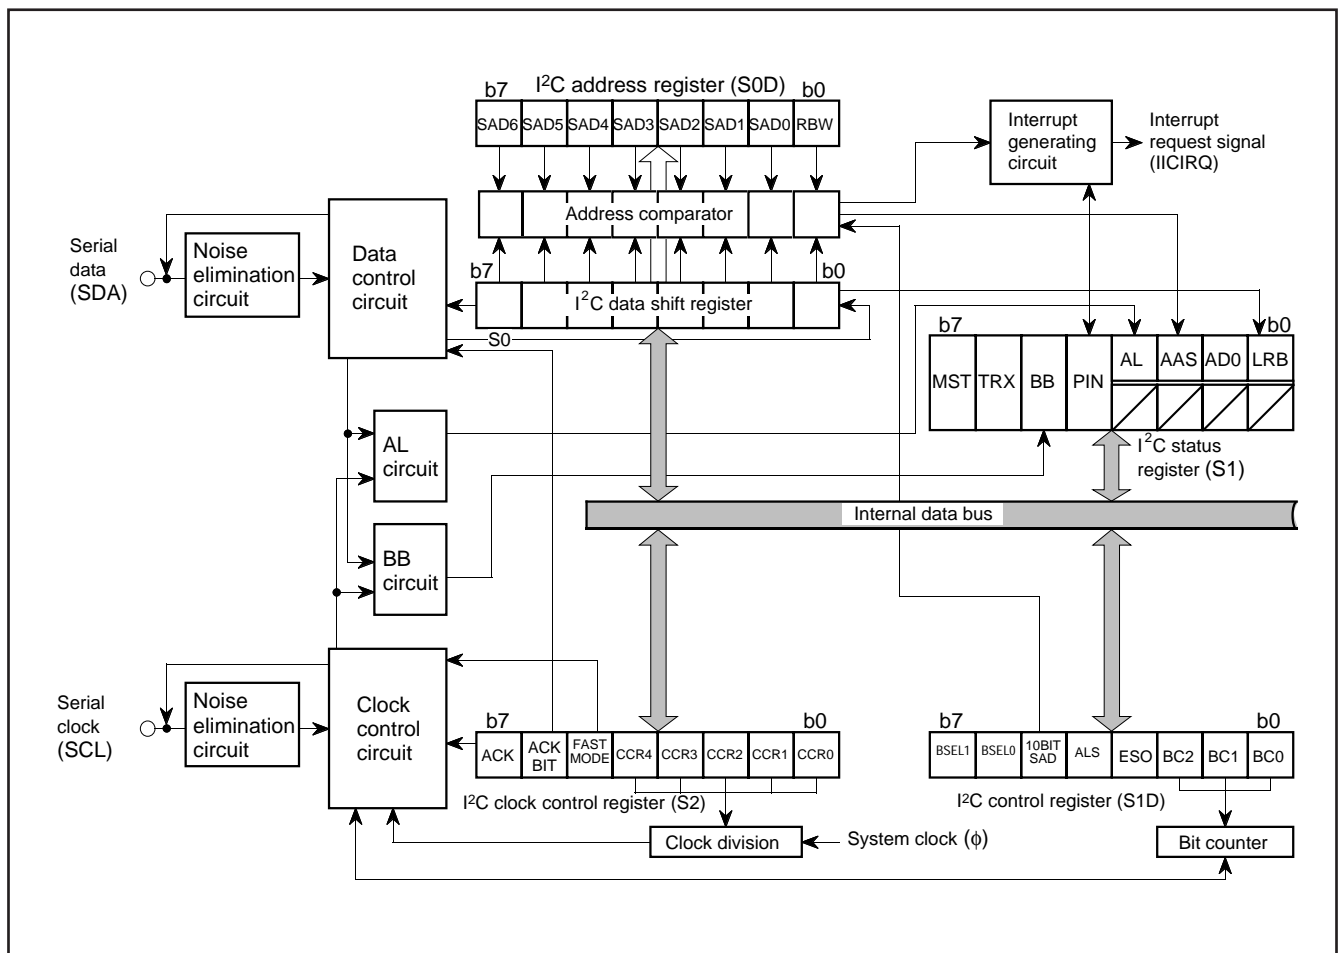 I²C address register (S0D)
b7 b0
SAD6 SAD5 SAD4 SAD3 SAD2 SAD1 SAD0 RBW
Interrupt
generating
circuit
Interrupt
request signal
(IICIRQ)
Address comparator
Serial
data
(SDA)
Noise
elimination
circuit
Data
control
circuit
b7 b0
I²C data shift register
S0
b7 b0
MST TRX BB PIN AL AAS AD0 LRB
I²C status
register (S1)
AL
circuit
Internal data bus
BB
circuit
Serial
clock
(SCL)
Noise
elimination
circuit
Clock
control
circuit
b7 b0
ACK ACK BIT FAST MODE CCR4 CCR3 CCR2 CCR1 CCR0
I²C clock control register (S2)
b7 b0
BSEL1 BSEL0 10BIT SAD ALS ESO BC2 BC1 BC0
I²C control register (S1D)
Clock division
System clock (ϕ)
Bit counter